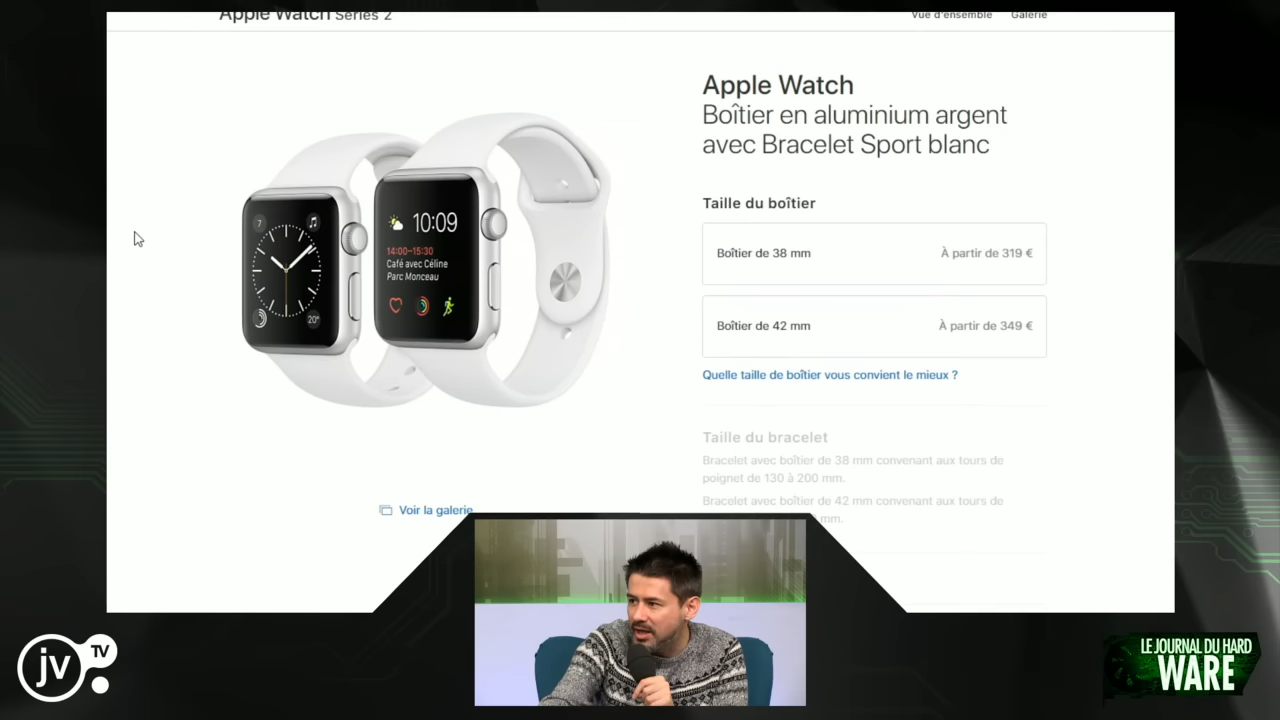 Apple Watch Series 2
Vue d'ensemble Galerie
Apple Watch
Boîtier en aluminium argent
avec Bracelet Sport blanc
Taille du boîtier
Boîtier de 38 mm À partir de 319 €
Boîtier de 42 mm À partir de 349 €
Quelle taille de boîtier vous convient le mieux ?
Taille du bracelet
Bracelet avec boîtier de 38 mm convenant aux tours de
poignet de 130 à 200 mm.
Bracelet avec boîtier de 42 mm convenant aux tours de
mm.
7
20°
10:09
14:00–15:30
Café avec Céline
Parc Monceau
Voir la galerie
jv TV
LE JOURNAL DU HARD
WARE